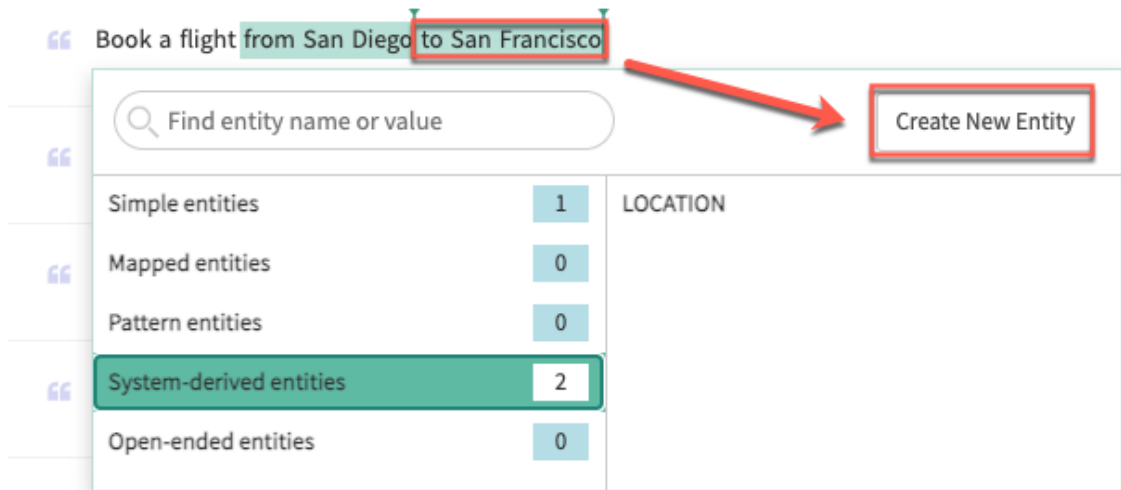 Book a flight from San Diego to San Francisco
Find entity name or value
Create New Entity
Simple entities 1
LOCATION
Mapped entities 0
Pattern entities 0
System-derived entities 2
Open-ended entities 0